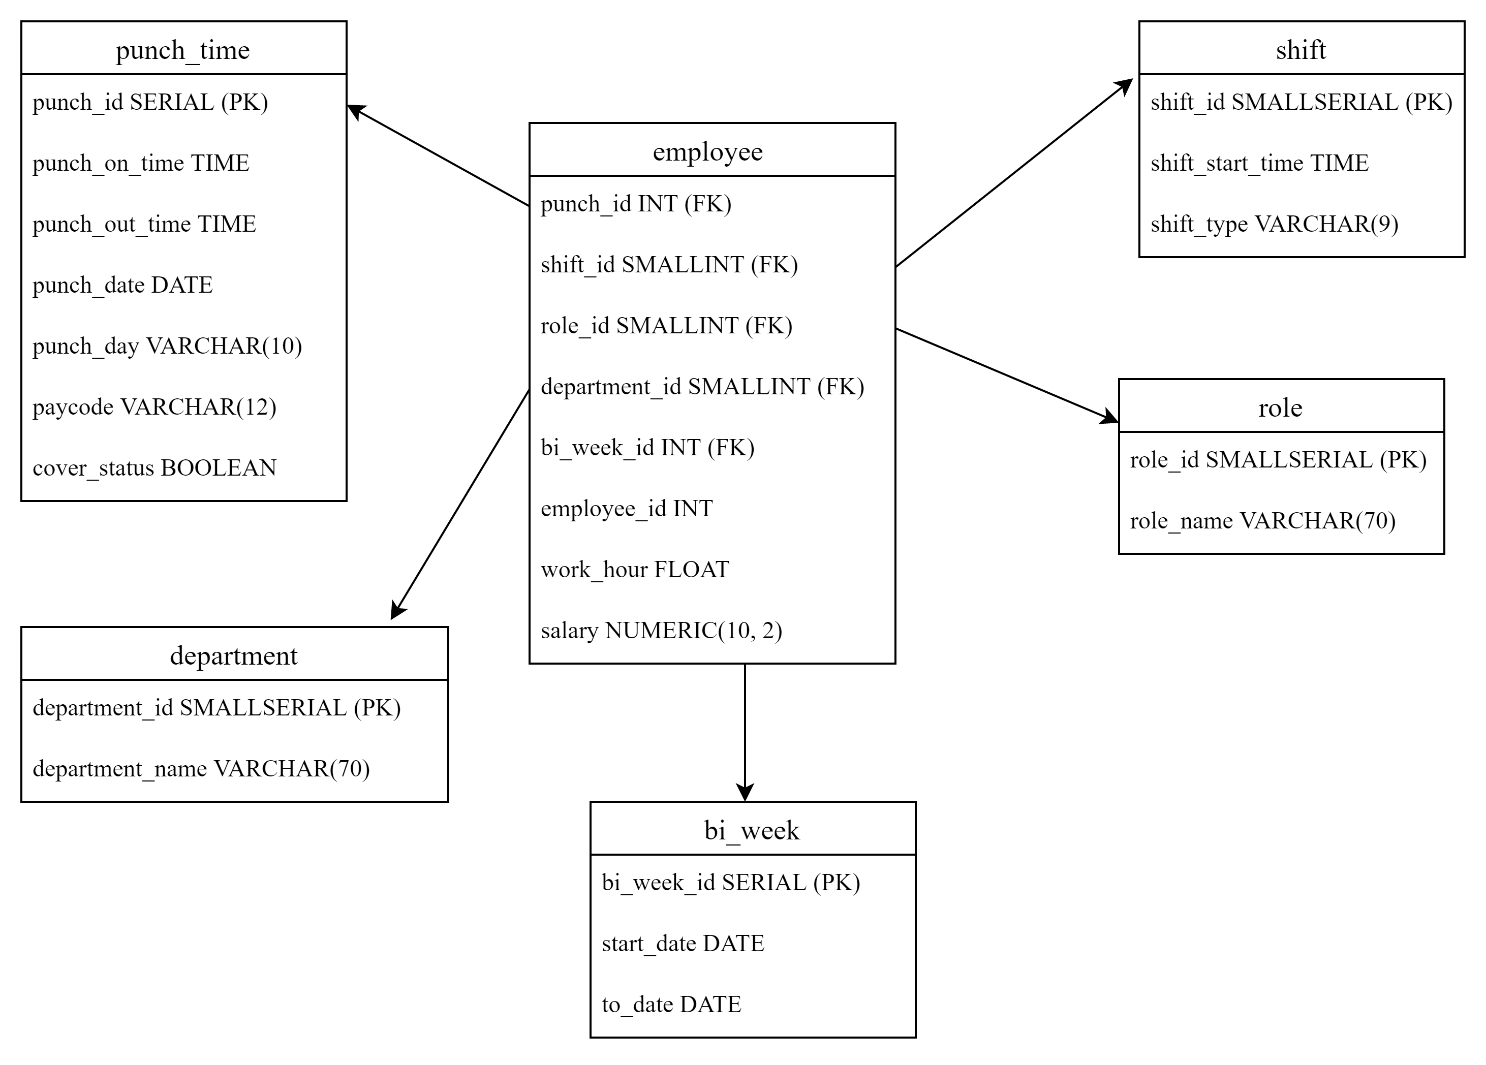 punch_time
punch_id SERIAL (PK)
punch_on_time TIME
punch_out_time TIME
punch_date DATE
punch_day VARCHAR(10)
paycode VARCHAR(12)
cover_status BOOLEAN
employee
punch_id INT (FK)
shift_id SMALLINT (FK)
role_id SMALLINT (FK)
department_id SMALLINT (FK)
bi_week_id INT (FK)
employee_id INT
work_hour FLOAT
salary NUMERIC(10, 2)
shift
shift_id SMALLSERIAL (PK)
shift_start_time TIME
shift_type VARCHAR(9)
role
role_id SMALLSERIAL (PK)
role_name VARCHAR(70)
department
department_id SMALLSERIAL (PK)
department_name VARCHAR(70)
bi_week
bi_week_id SERIAL (PK)
start_date DATE
to_date DATE